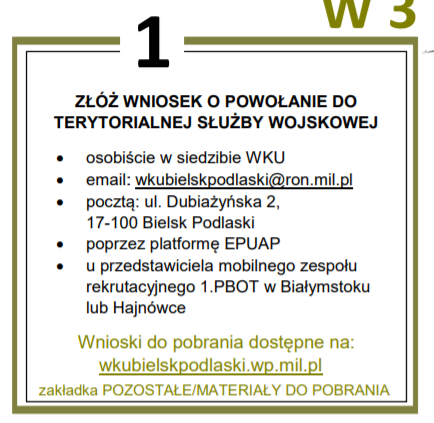 W 3
1
ZŁÓŻ WNIOSEK O POWOŁANIE DO
TERYTORIALNEJ SŁUŻBY WOJSKOWEJ
• osobiście w siedzibie WKU
• email: wkubielskpodlaski@ron.mil.pl
• pocztą: ul. Dubiażyńska 2,
17-100 Bielsk Podlaski
• poprzez platformę EPUAP
• u przedstawiciela mobilnego zespołu
rekrutacyjnego 1.PBOT w Białymstoku
lub Hajnówce
Wnioski do pobrania dostępne na:
wkubielskpodlaski.wp.mil.pl
zakładka POZOSTAŁE/MATERIAŁY DO POBRANIA